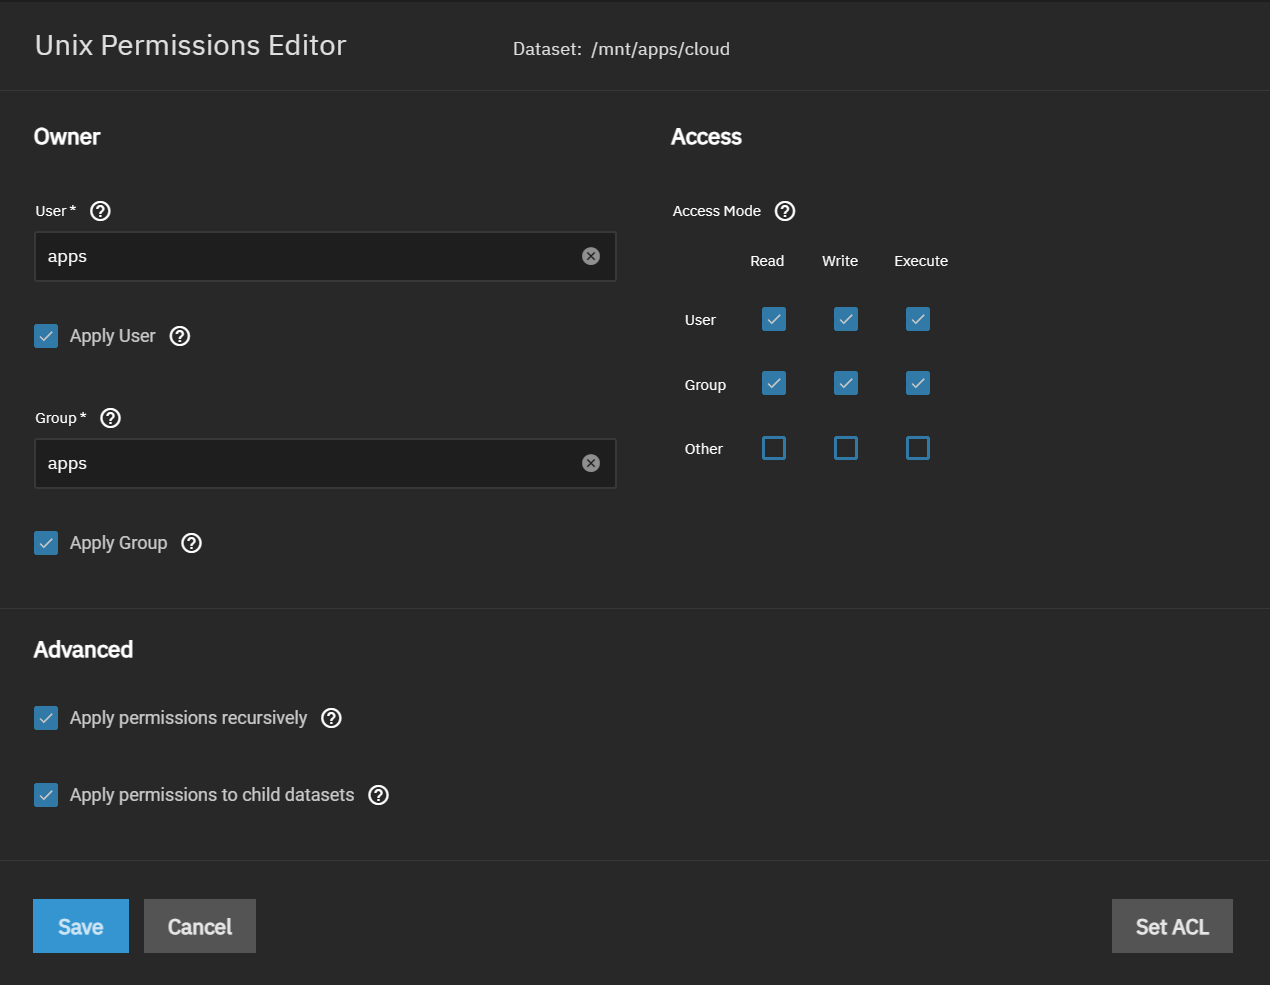 Unix Permissions Editor
Dataset: /mnt/apps/cloud
Owner
User *
apps
Apply User
Group *
apps
Apply Group
Access
Access Mode
Read Write Execute
User
Group
Other
Advanced
Apply permissions recursively
Apply permissions to child datasets
Save
Cancel
Set ACL